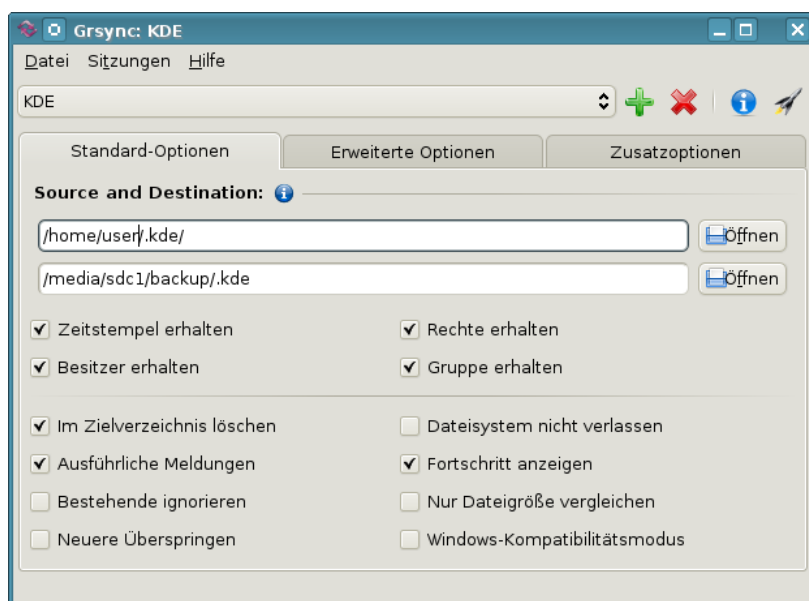 Grsync: KDE
Datei Sitzungen Hilfe
KDE
Standard-Optionen Erweiterte Optionen Zusatzoptionen
Source and Destination:
/home/user/.kde/ Öffnen
/media/sdc1/backup/.kde Öffnen
Zeitstempel erhalten Rechte erhalten
Besitzer erhalten Gruppe erhalten
Im Zielverzeichnis löschen Dateisystem nicht verlassen
Ausführliche Meldungen Fortschritt anzeigen
Bestehende ignorieren Nur Dateigröße vergleichen
Neuere Überspringen Windows-Kompatibilitätsmodus